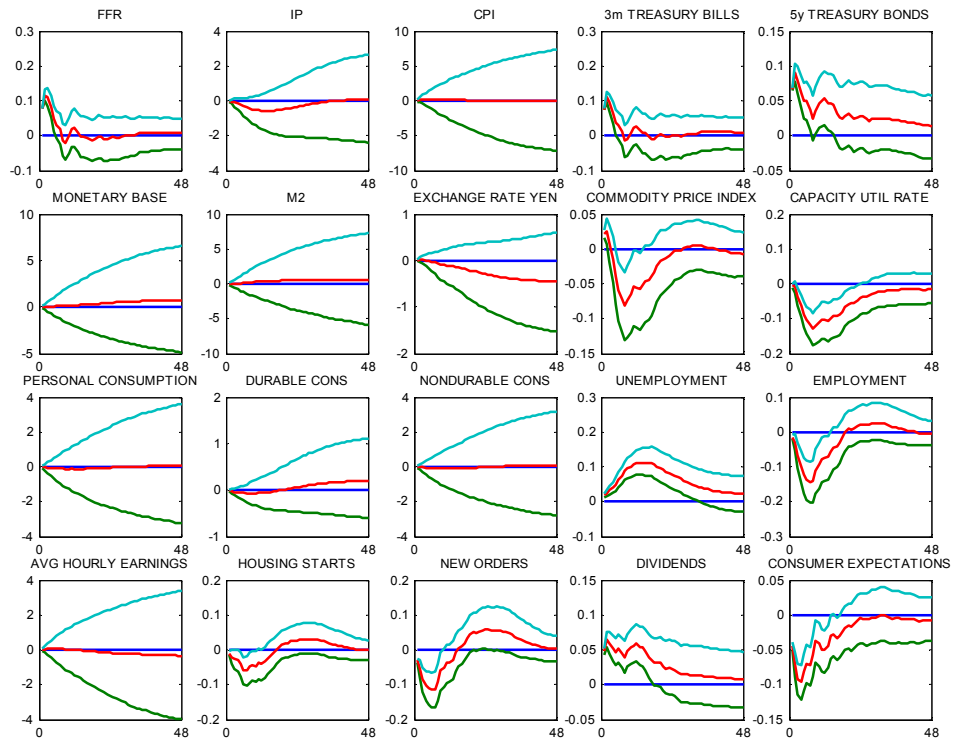 FFR IP CPI 3m TREASURY BILLS 5y TREASURY BONDS
0.3 4 10 0.3 0.15
0.2 2 5 0.2 0.1
0.1 0 0 0.1 0.05
0 -2 -5 0 0
-0.1 -4 -10 -0.1 -0.05
0 48 0 48 0 48 0 48 0 48
MONETARY BASE M2 EXCHANGE RATE YEN COMMODITY PRICE INDEX CAPACITY UTIL RATE
10 10 1 0.05 0.2
5 5 0 0 0.1
0 0 -0.05 0
-5 1 -0.1 -0.1
-5 -10 2 -0.15 -0.2
0 48 0 48 0 48 0 48 0 48
PERSONAL CONSUMPTION DURABLE CONS NONDURABLE CONS UNEMPLOYMENT EMPLOYMENT
4 2 4 0.3 0.1
2 1 2 0.2 0
0 0 0 0.1 -0.1
-2 -2 0 -0.2
-4 -1 -4 -0.1 -0.3
0 48 0 48 0 48 0 48 0 48
AVG HOURLY EARNINGS HOUSING STARTS NEW ORDERS DIVIDENDS CONSUMER EXPECTATIONS
4 0.2 0.2 0.15 0.05
2 0.1 0.1 0.1 0
0 0 0 0.05 -0.05
-2 -0.1 -0.1 0 -0.1
-4 -0.2 -0.2 -0.05 -0.15
0 48 0 48 0 48 0 48 0 48